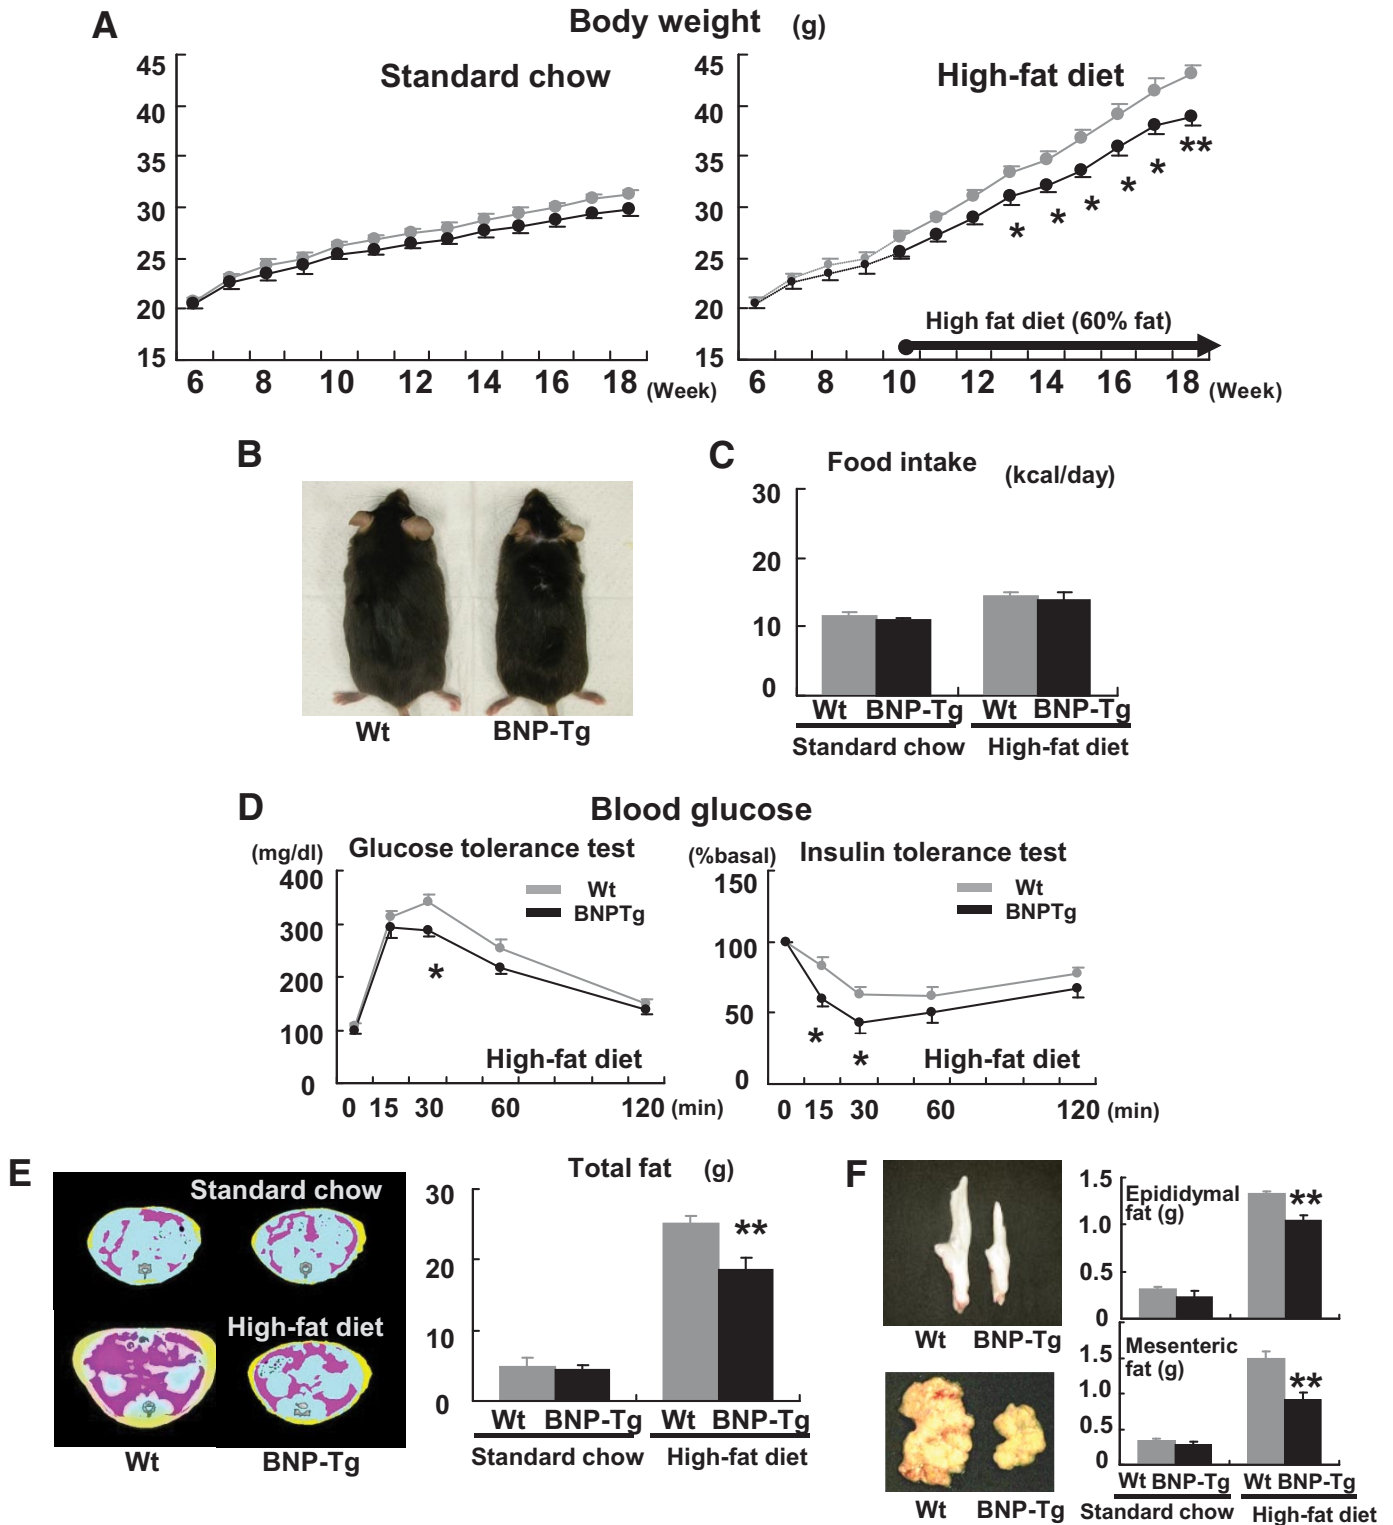 A
Body weight (g)
Standard chow
High-fat diet
45
40
35
30
25
20
15
6 8 10 12 14 16 18 (Week)
45
40
35
30
25
20
15
** 
* * * * *
High fat diet (60% fat)
6 8 10 12 14 16 18 (Week)
B
Wt BNP-Tg
C
Food intake (kcal/day)
30
20
10
0
Wt BNP-Tg Wt BNP-Tg
Standard chow High-fat diet
D
Blood glucose
(mg/dl) Glucose tolerance test
400
300
200
100
0
Wt
BNPTg
*
High-fat diet
0 15 30 60 120 (min)
(%basal) Insulin tolerance test
150
100
50
0
Wt
BNPTg
* *
High-fat diet
0 15 30 60 120 (min)
E
Standard chow
High-fat diet
Wt BNP-Tg
Total fat (g)
30
20
10
0
**
Wt BNP-Tg Wt BNP-Tg
Standard chow High-fat diet
F
Wt BNP-Tg
Wt BNP-Tg
1.5
1.0
0.5
0
Epididymal
fat (g)
**
1.5
1.0
0.5
0
Mesenteric
fat (g)
**
Wt BNP-Tg Wt BNP-Tg
Standard chow High-fat diet